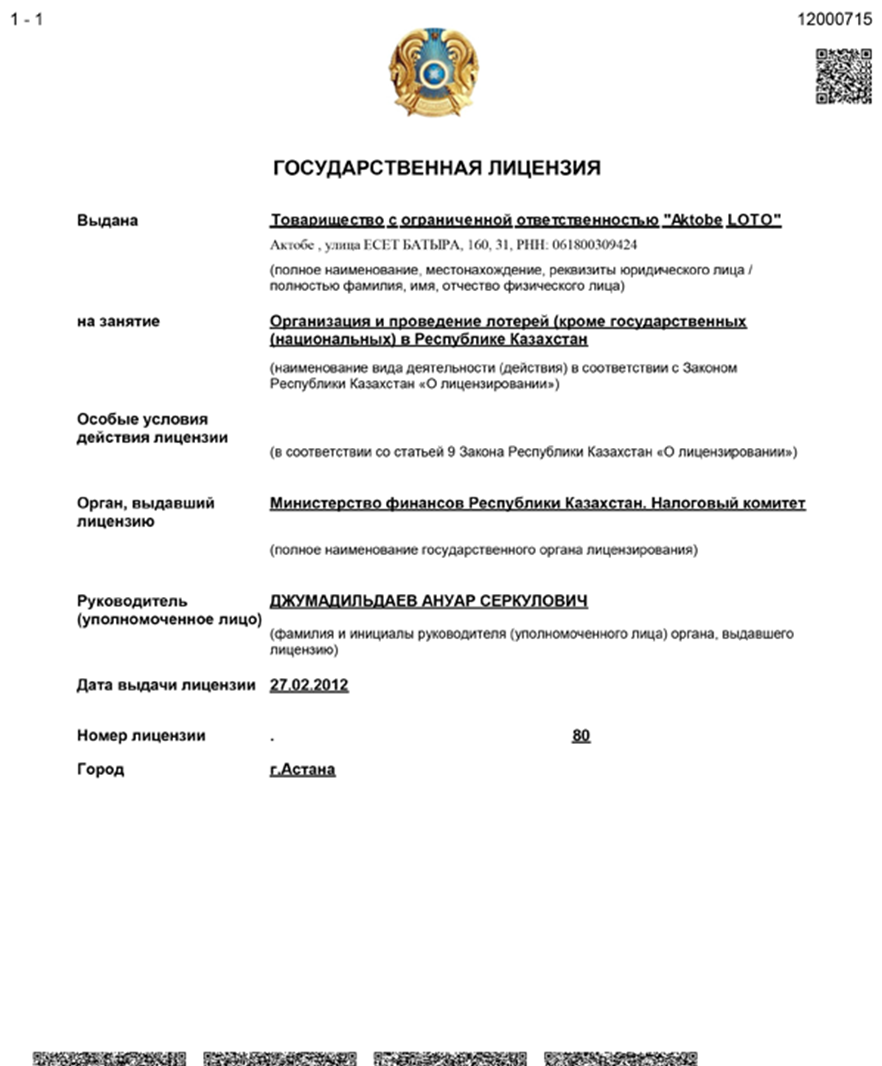 1 - 1
12000715
ГОСУДАРСТВЕННАЯ ЛИЦЕНЗИЯ
Выдана
Товарищество с ограниченной ответственностью "Aktobe LOTO"
Актобе , улица ЕСЕТ БАТЫРА, 160, 31, РНН: 061800309424
(полное наименование, местонахождение, реквизиты юридического лица /
полностью фамилия, имя, отчество физического лица)
на занятие
Организация и проведение лотерей (кроме государственных
(национальных) в Республике Казахстан
(наименование вида деятельности (действия) в соответствии с Законом
Республики Казахстан «О лицензировании»)
Особые условия
действия лицензии
(в соответствии со статьей 9 Закона Республики Казахстан «О лицензировании»)
Орган, выдавший
лицензию
Министерство финансов Республики Казахстан. Налоговый комитет
(полное наименование государственного органа лицензирования)
Руководитель
(уполномоченное лицо)
ДЖУМАДИЛЬДАЕВ АНУАР СЕРКУЛОВИЧ
(фамилия и инициалы руководителя (уполномоченного лица) органа, выдавшего
лицензию)
Дата выдачи лицензии 27.02.2012
Номер лицензии . 80
Город г.Астана